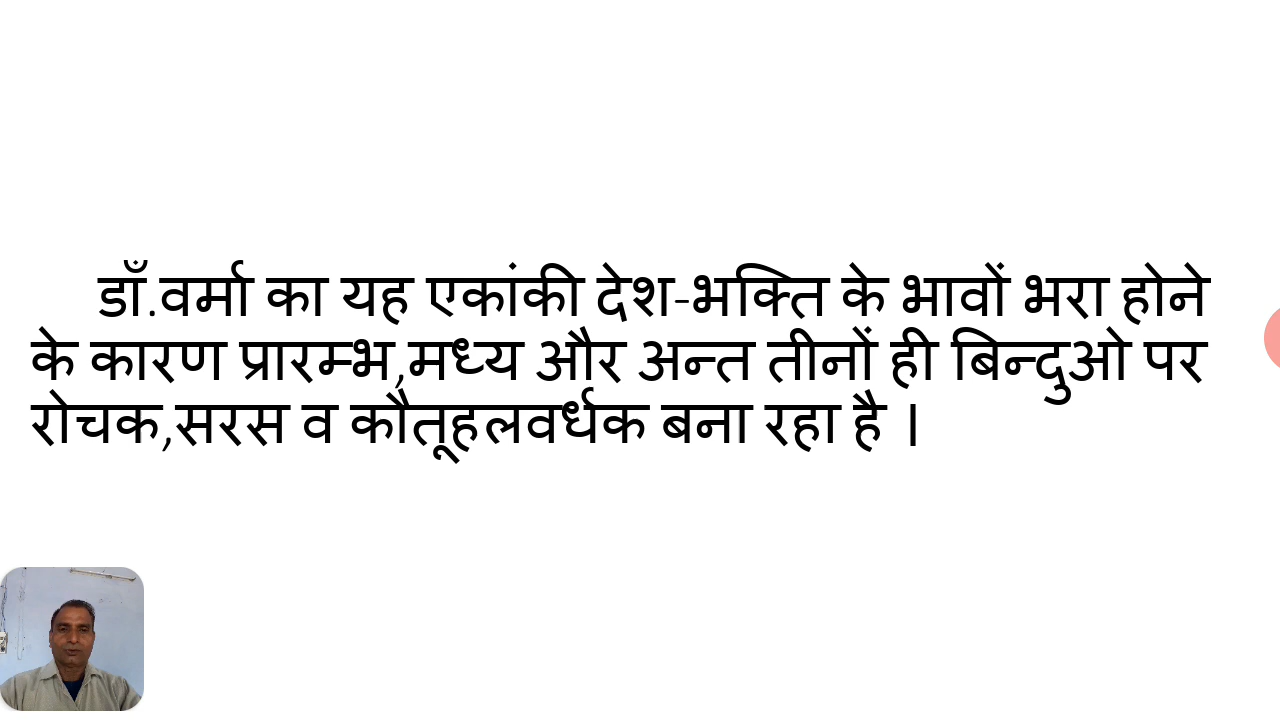 डॉँ.वर्मा का यह एकांकी देश-भक्ति के भावों भरा होने
के कारण प्रारम्भ,मध्य और अन्त तीनों ही बिन्दुओ पर
रोचक,सरस व कौतूहलवर्धक बना रहा है ।